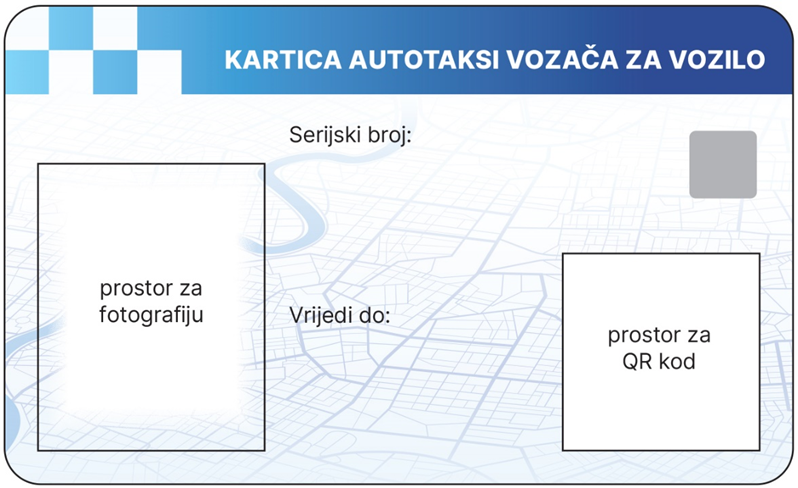 KARTICA AUTOTAKSI VOZAČA ZA VOZILO
Serijski broj:
prostor za
fotografiju
Vrijedi do:
prostor za
QR kod